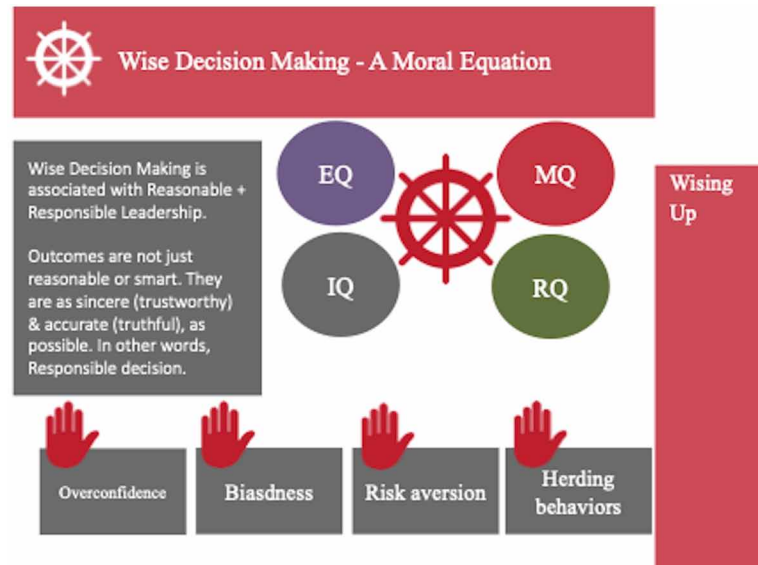 Wise Decision Making - A Moral Equation
Wise Decision Making is
associated with Reasonable +
Responsible Leadership.
Outcomes are not just
reasonable or smart. They
are as sincere (trustworthy)
& accurate (truthful), as
possible. In other words,
Responsible decision.
EQ
MQ
IQ
RQ
Wising
Up
Overconfidence
Biasdness
Risk aversion
Herding
behaviors